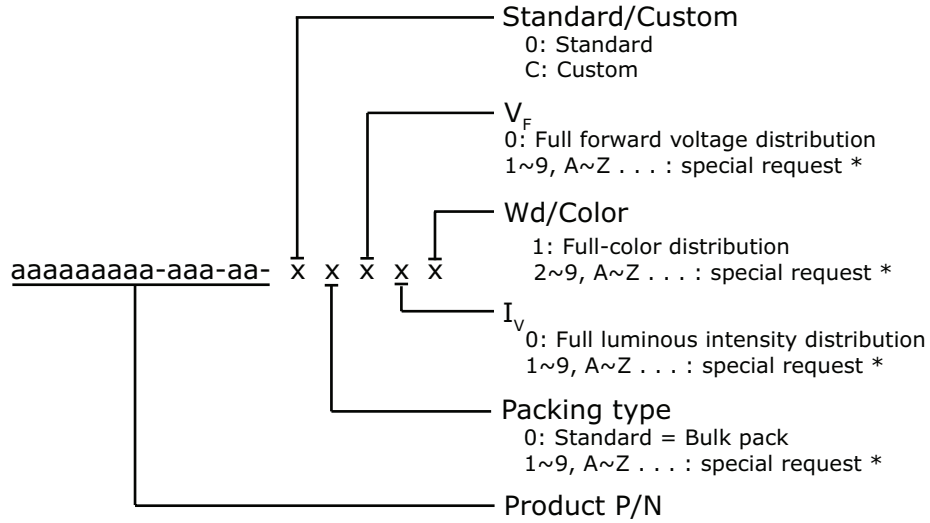 Standard/Custom
0: Standard
C: Custom
VF
0: Full forward voltage distribution
1~9, A~Z . . . : special request *
Wd/Color
1: Full-color distribution
2~9, A~Z . . . : special request *
aaaaaaaaa-aaa-aa- x x x x x
IV
0: Full luminous intensity distribution
1~9, A~Z . . . : special request *
Packing type
0: Standard = Bulk pack
1~9, A~Z . . . : special request *
Product P/N